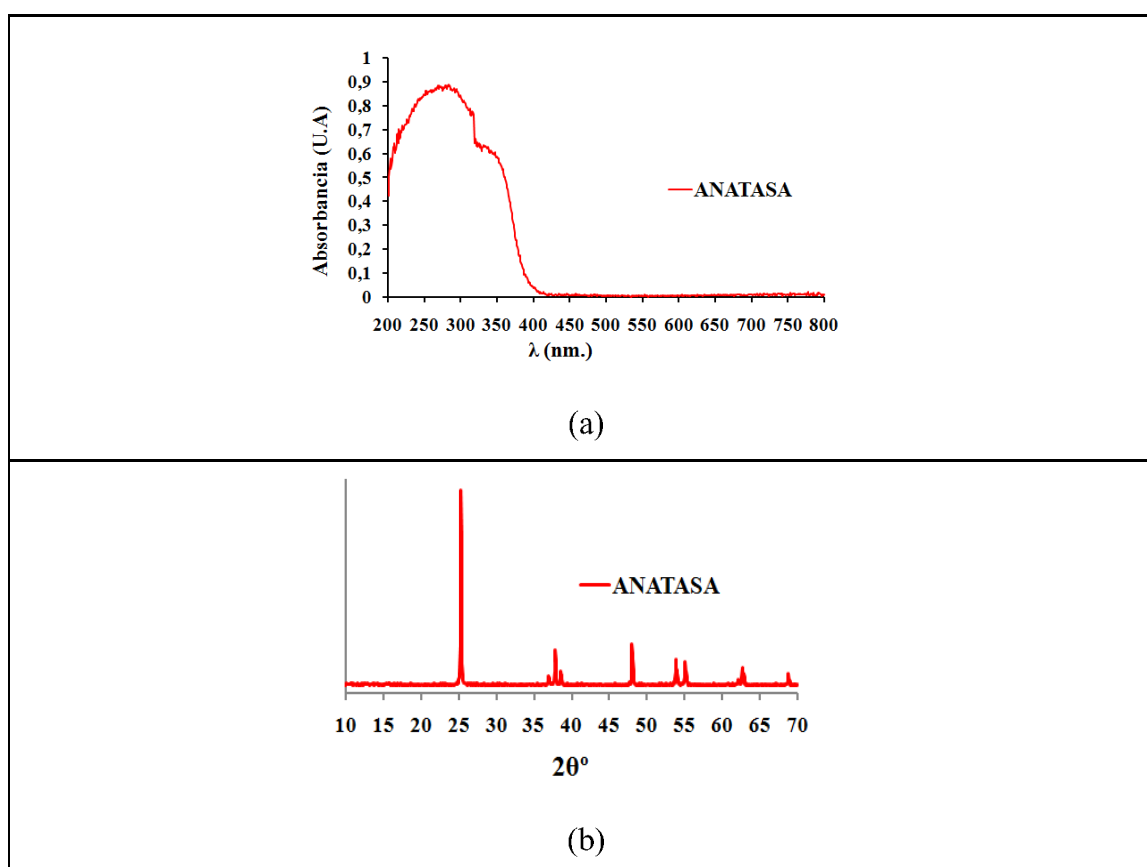 1
0,9
0,8
0,7
0,6
0,5
0,4
0,3
0,2
0,1
0
Absorbancia (U.A)
ANATASA
200 250 300 350 400 450 500 550 600 650 700 750 800
λ (nm.)
(a)
ANATASA
10 15 20 25 30 35 40 45 50 55 60 65 70
2θº
(b)